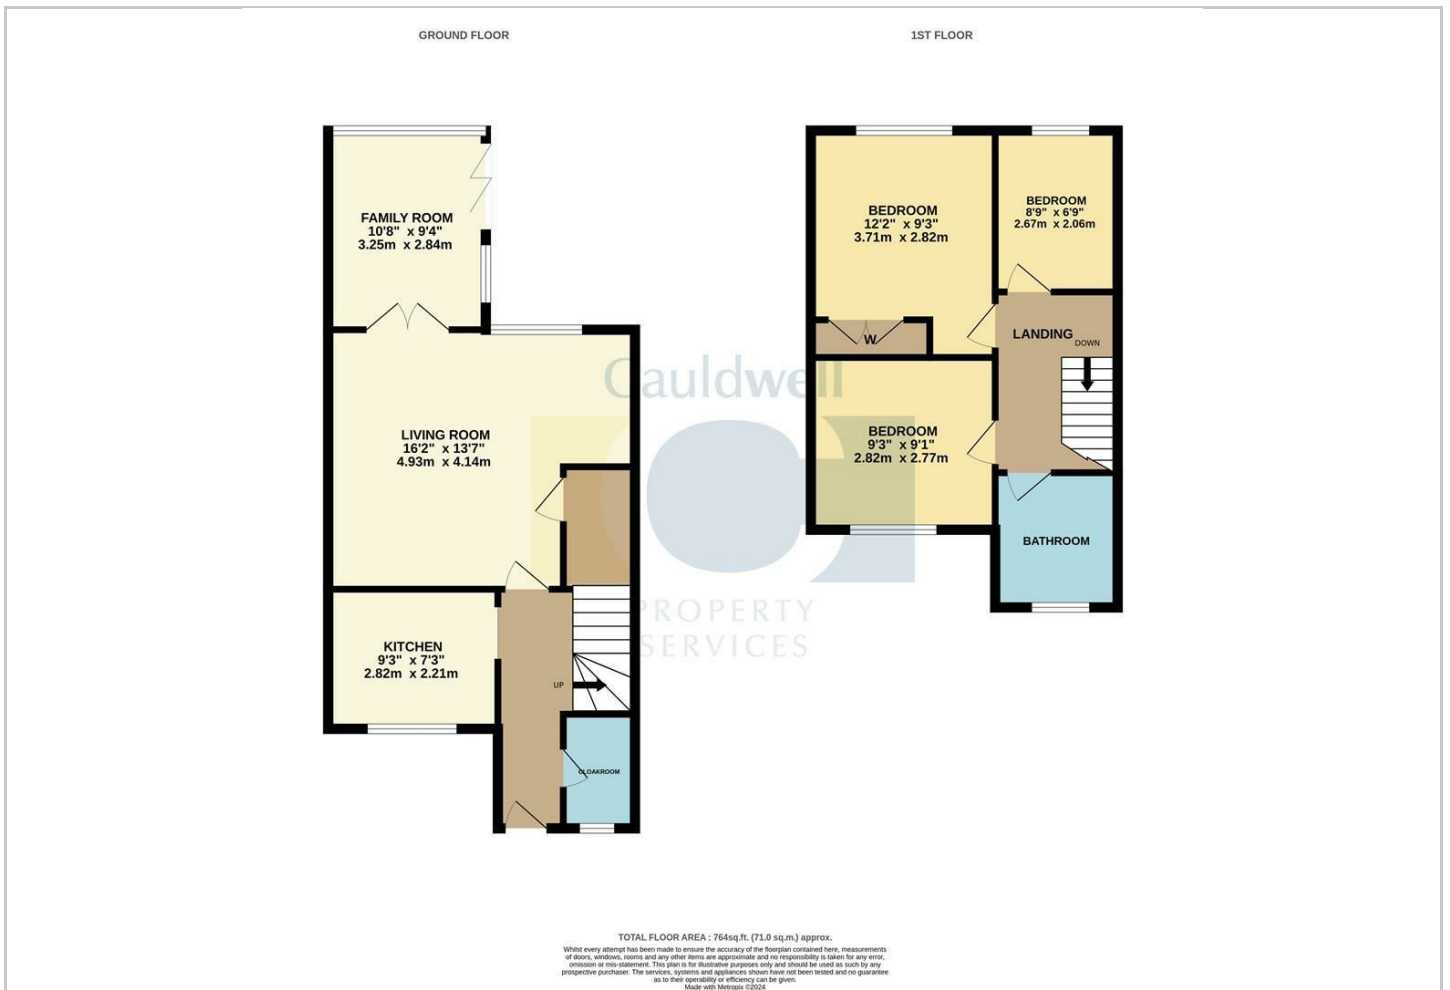 GROUND FLOOR
1ST FLOOR
FAMILY ROOM
10'8" x 9'4"
3.25m x 2.84m
LIVING ROOM
16'2" x 13'7"
4.93m x 4.14m
KITCHEN
9'3" x 7'3"
2.82m x 2.21m
UP
CLOAKROOM
BEDROOM
12'2" x 9'3"
3.71m x 2.82m
BEDROOM
8'9" x 6'9"
2.67m x 2.06m
W
LANDING
DOWN
BEDROOM
9'3" x 9'1"
2.82m x 2.77m
BATHROOM
Cauldwell
PROPERTY
SERVICES
TOTAL FLOOR AREA : 764sq.ft. (71.0 sq.m.) approx.
Whilst every attempt has been made to ensure the accuracy of the floorplan contained here, measurements
of doors, windows, rooms and any other items are approximate and no responsibility is taken for any error,
omission or mis-statement. This plan is for illustrative purposes only and should be used as such by any
prospective purchaser. The services, systems and appliances shown have not been tested and no guarantee
as to their operability or efficiency can be given.
Made with Metropix ©2024